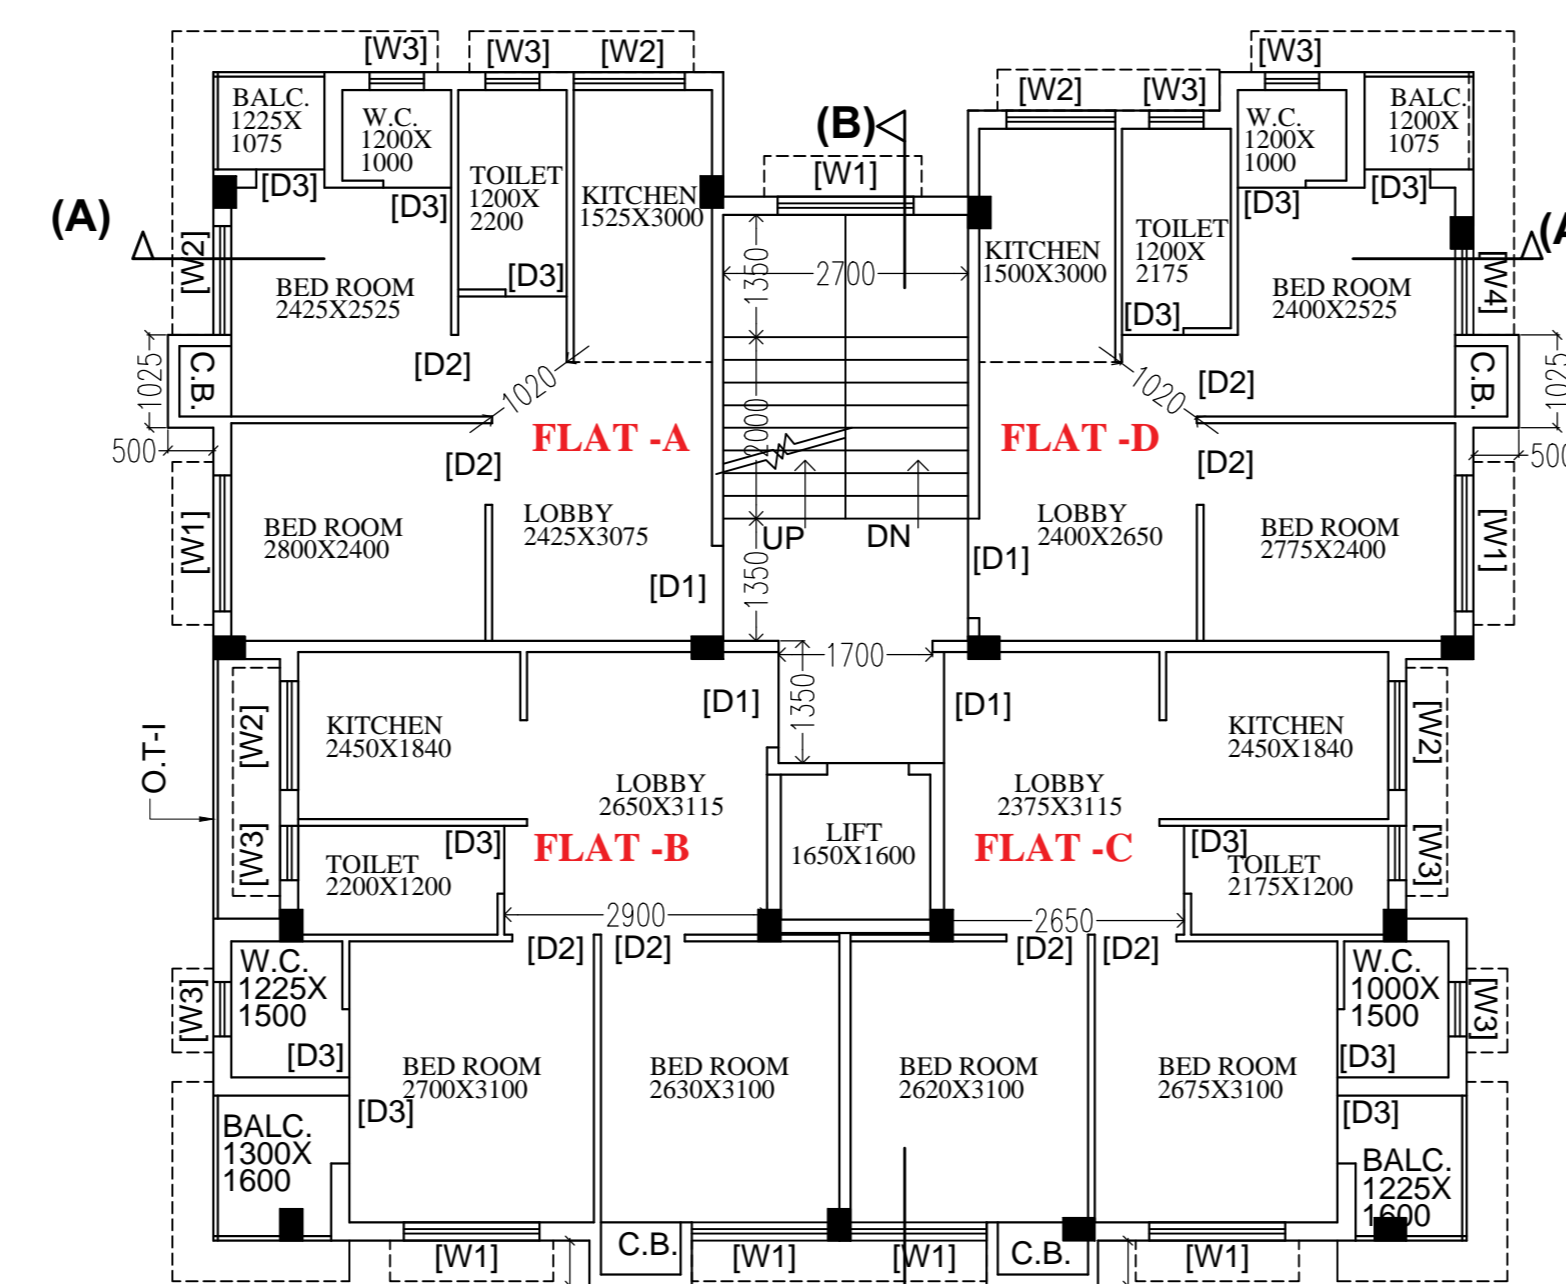 [W3]
[W3]
[W2]
[W3]
BALC.
1225X
1075
W.C.
1200X
1000
TOILET
1200X
2200
KITCHEN
1525X3000
(B)
[W1]
[W2]
[W3]
W.C.
1200X
1000
BALC.
1200X
1075
[D3]
[D3]
[D3]
[D3]
[D3]
[D3]
(A)
[W2]
BED ROOM
2425X2525
1350
2700
KITCHEN
1500X3000
TOILET
1200X
2175
BED ROOM
2400X2525
[W4]
(A
1025
C.B.
[D2]
1020
1020
[D2]
C.B.
1025
500
FLAT -A
2000
FLAT -D
500
[D2]
[D2]
[W1]
BED ROOM
2800X2400
LOBBY
2425X3075
UP
DN
LOBBY
2400X2650
BED ROOM
2775X2400
[W1]
[D1]
1350
[D1]
1700
[D1]
1350
[D1]
O.T-I
[W2]
KITCHEN
2450X1840
LOBBY
2650X3115
LOBBY
2375X3115
KITCHEN
2450X1840
[W2]
[W3]
TOILET
2200X1200
[D3]
FLAT -B
LIFT
1650X1600
FLAT -C
[D3]
TOILET
2175X1200
[W3]
2900
2650
[D2]
[D2]
[D2]
[D2]
[W3]
W.C.
1225X
1500
[D3]
W.C.
1000X
1500
[D3]
[W3]
BED ROOM
2700X3100
BED ROOM
2630X3100
BED ROOM
2620X3100
BED ROOM
2675X3100
[D3]
[D3]
BALC.
1300X
1600
BALC.
1225X
1600
[W1]
C.B.
[W1]
[W1]
C.B.
[W1]